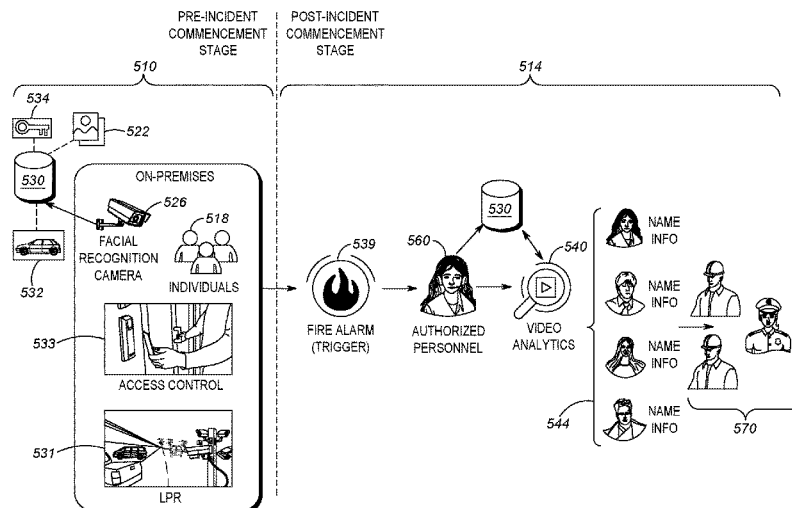 PRE-INCIDENT
COMMENCEMENT
STAGE
POST-INCIDENT
COMMENCEMENT
STAGE
510
514
534
522
530
532
ON-PREMISES
526
518
FACIAL
RECOGNITION
CAMERA
INDIVIDUALS
533
ACCESS CONTROL
531
LPR
539
FIRE ALARM
(TRIGGER)
560
AUTHORIZED
PERSONNEL
530
540
VIDEO
ANALYTICS
544
NAME
INFO
NAME
INFO
NAME
INFO
NAME
INFO
570